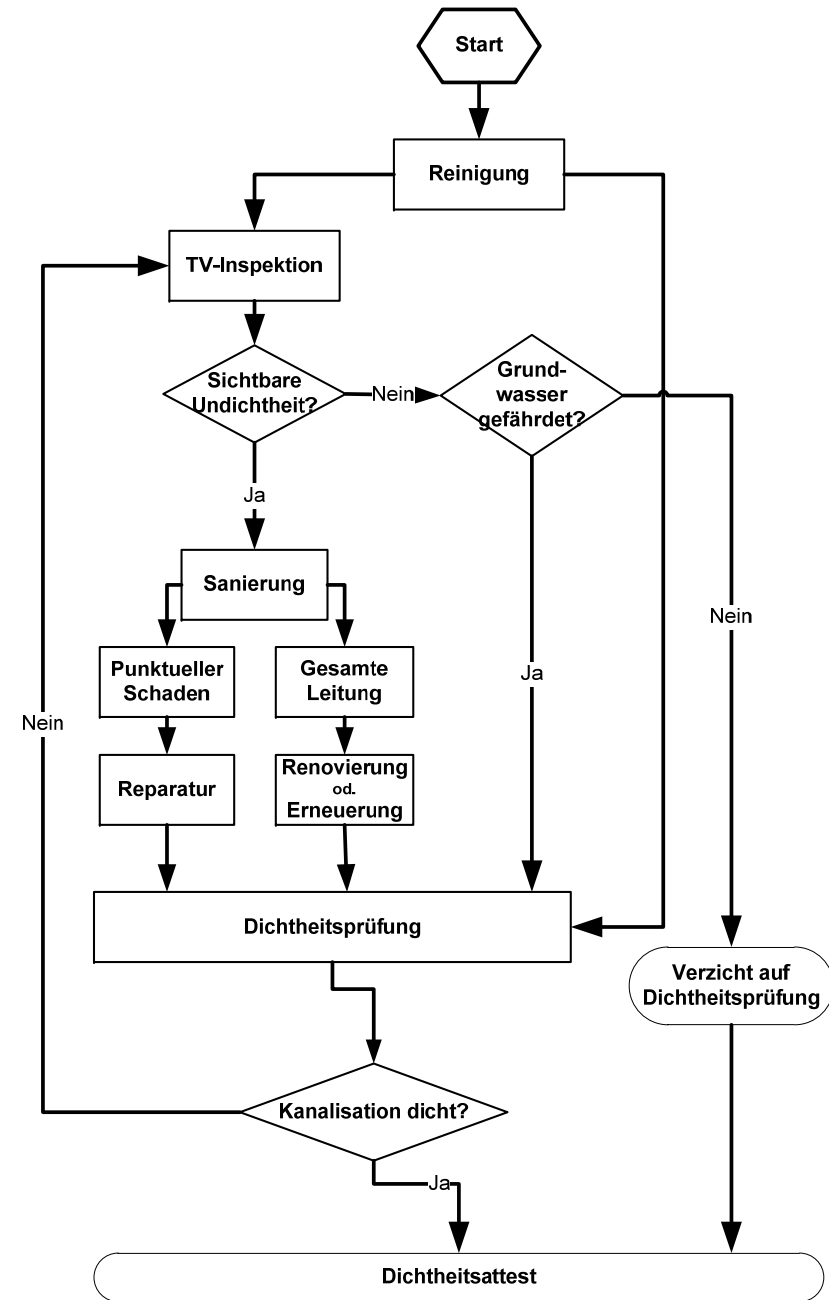 Start
Reinigung
TV-Inspektion
Sichtbare
Undichtheit?
Nein
Grund-
wasser
gefährdet?
Ja
Sanierung
Nein
Ja
Punktueller
Schaden
Gesamte
Leitung
Nein
Reparatur
Renovierung
od.
Erneuerung
Dichtheitsprüfung
Verzicht auf
Dichtheitsprüfung
Kanalisation dicht?
Ja
Dichtheitsattest